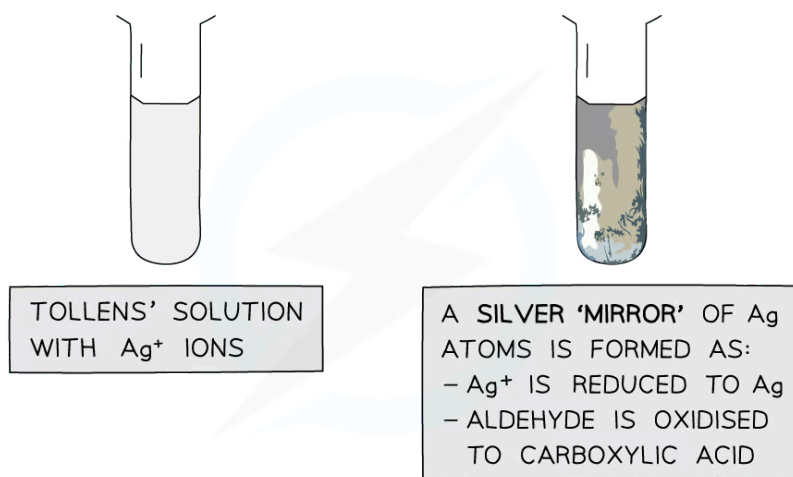 TOLLENS' SOLUTION
WITH Ag⁺ IONS
A SILVER 'MIRROR' OF Ag
ATOMS IS FORMED AS:
– Ag⁺ IS REDUCED TO Ag
– ALDEHYDE IS OXIDISED
TO CARBOXYLIC ACID